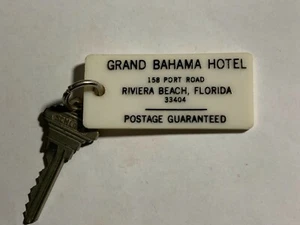 GRAND BAHAMA HOTEL
158 PORT ROAD
RIVIERA BEACH, FLORIDA
33404
POSTAGE GUARANTEED